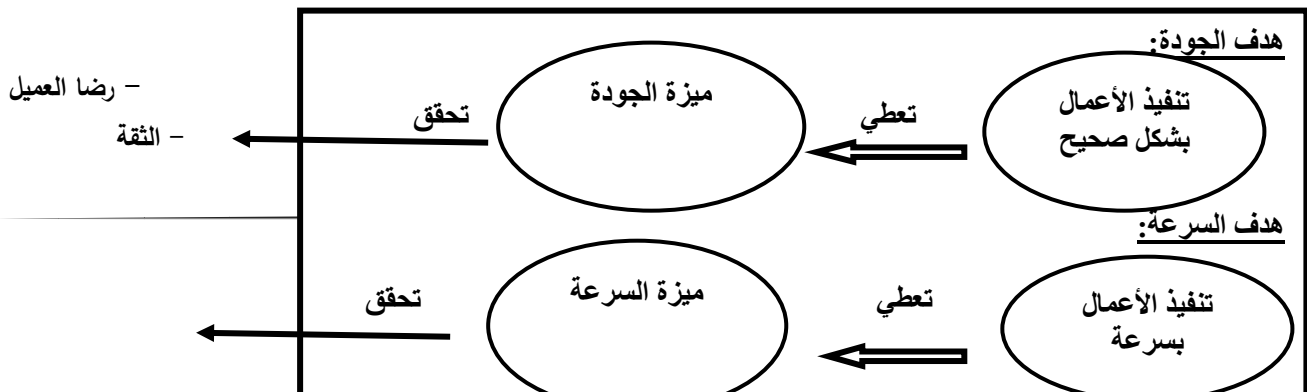 هدف الجودة:
تنفيذ الأعمال
بشكل صحيح
تعطي
ميزة الجودة
تحقق
- رضا العميل
- الثقة
هدف السرعة:
تنفيذ الأعمال
بسرعة
تعطي
ميزة السرعة
تحقق